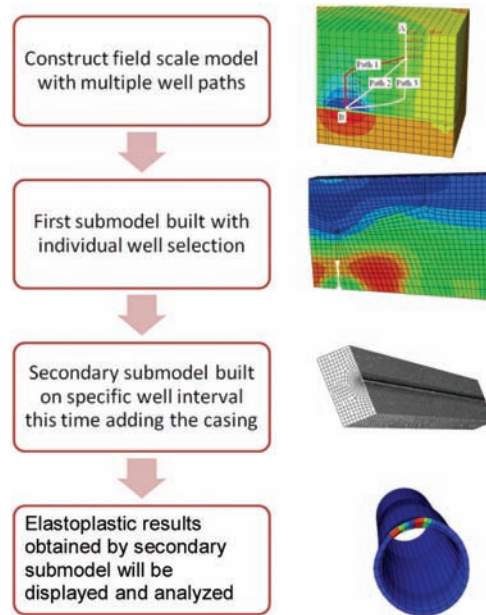 Construct field scale model
with multiple well paths
A
Path 1
Path 2
Path 3
B
First submodel built with
individual well selection
Secondary submodel built
on specific well interval
this time adding the casing
Elastoplastic results
obtained by secondary
submodel will be
displayed and analyzed